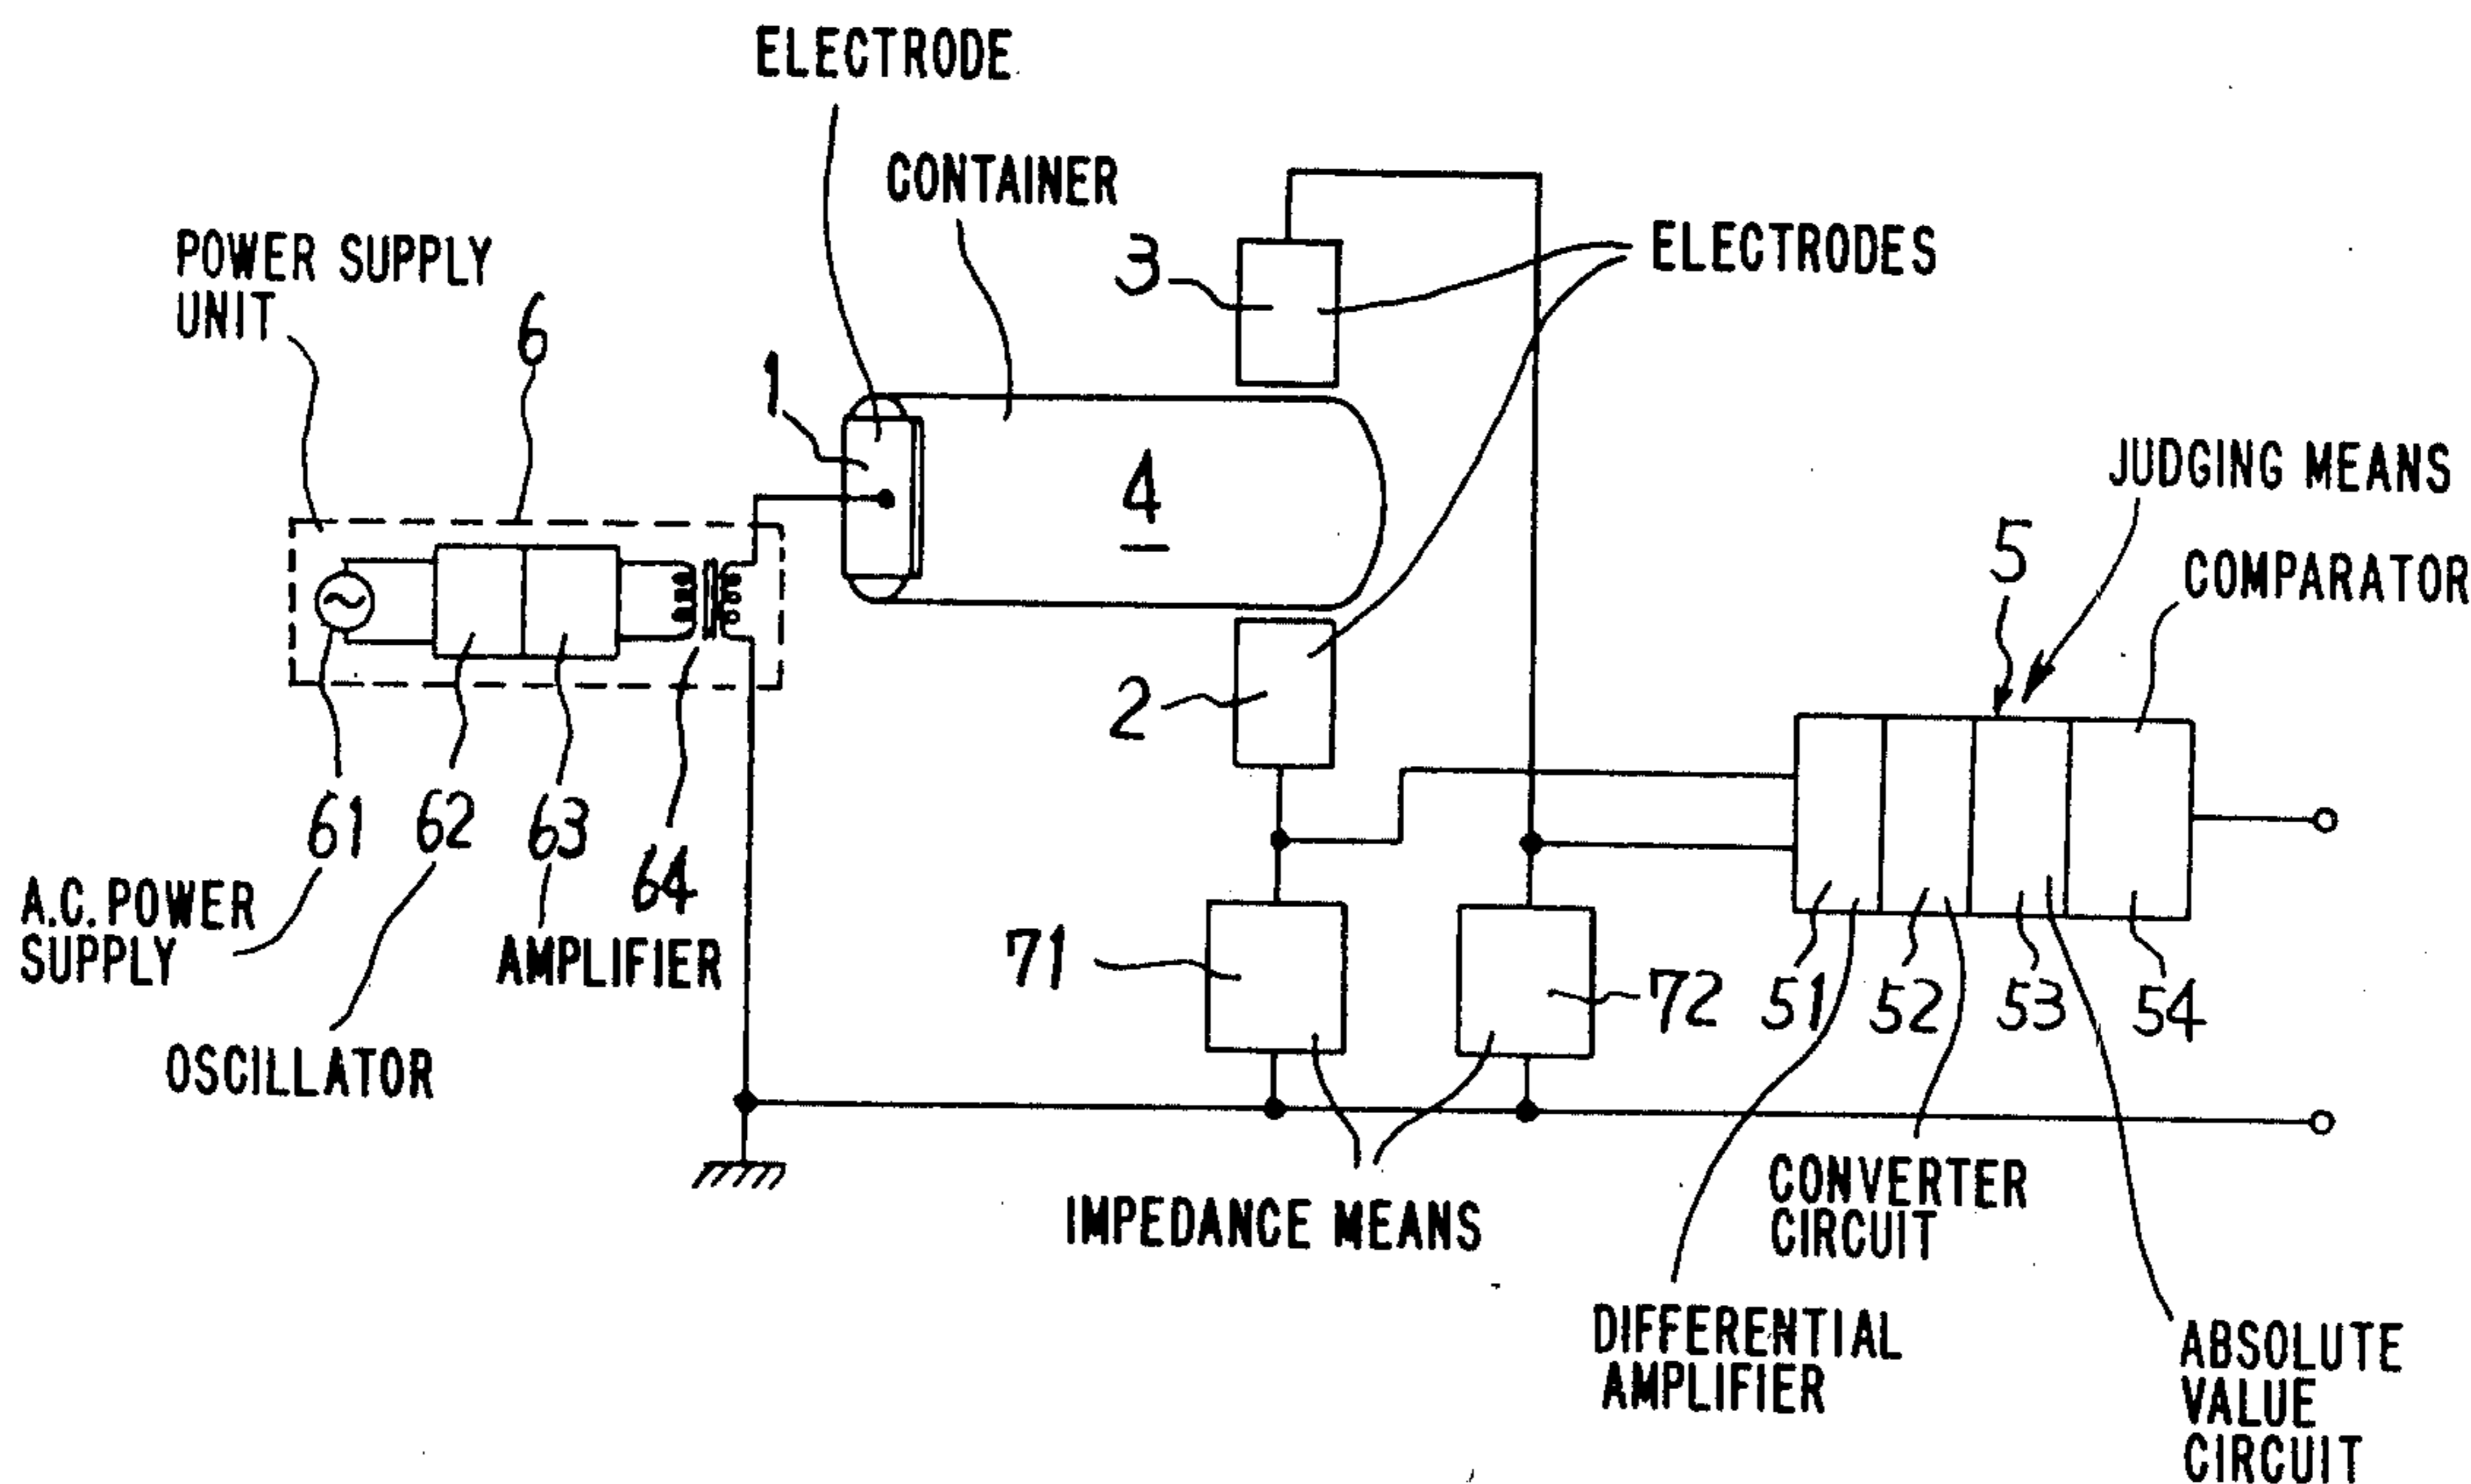 ELECTRODE
CONTAINER
POWER SUPPLY
UNIT
6
3
ELECTRODES
1
4
JUDGING MEANS
5
COMPARATOR
2
61
62
63
64
A.C. POWER
SUPPLY
AMPLIFIER
OSCILLATOR
71
72
51
52
53
54
IMPEDANCE MEANS
CONVERTER
CIRCUIT
DIFFERENTIAL
AMPLIFIER
ABSOLUTE
VALUE
CIRCUIT